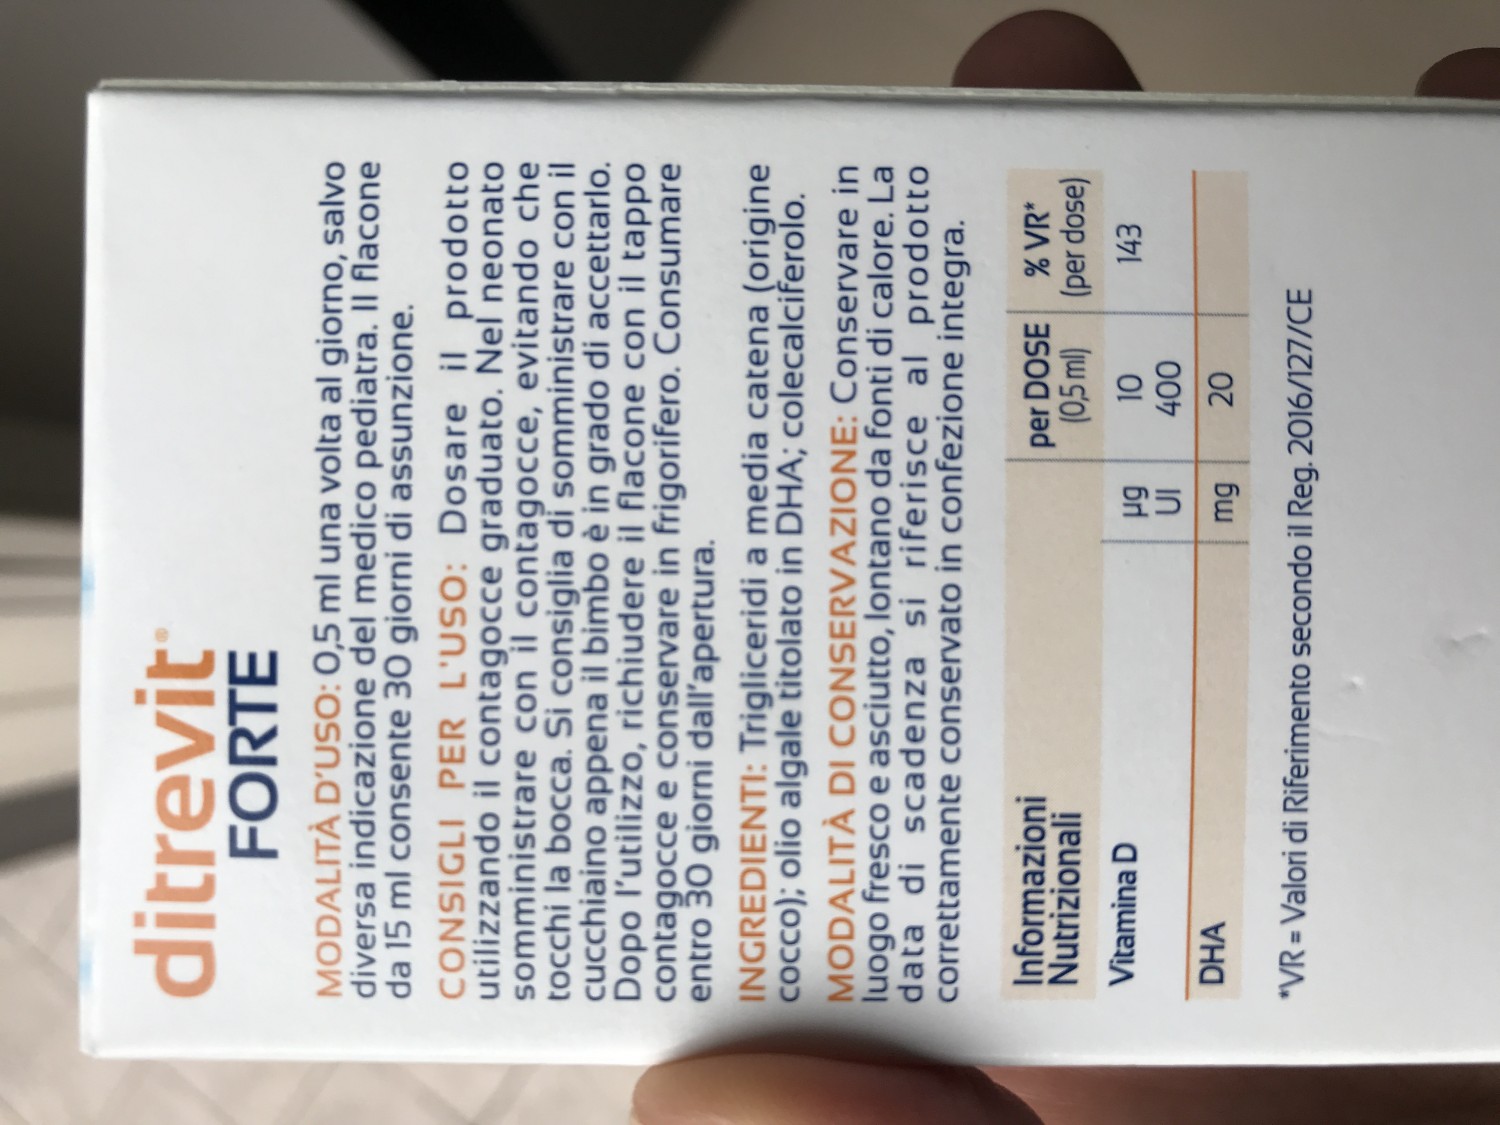 ditrevit®
FORTE
MODALITÀ D'USO: 0,5 ml una volta al giorno, salvo
diversa indicazione del medico pediatra. Il flacone
da 15 ml consente 30 giorni di assunzione.
CONSIGLI PER L'USO: Dosare il prodotto
utilizzando il contagocce graduato. Nel neonato
somministrare con il contagocce, evitando che
tocchi la bocca. Si consiglia di somministrare con il
cucchiaino appena il bimbo è in grado di accettarlo.
Dopo l'utilizzo, richiudere il flacone con il tappo
contagocce e conservare in frigorifero. Consumare
entro 30 giorni dall'apertura.
INGREDIENTI: Trigliceridi a media catena (origine
cocco); olio algale titolato in DHA; colecalciferolo.
MODALITÀ DI CONSERVAZIONE: Conservare in
luogo fresco e asciutto, lontano da fonti di calore. La
data di scadenza si riferisce al prodotto
correttamente conservato in confezione integra.
Informazioni per DOSE % VR*
Nutrizionali (0,5 ml) (per dose)
Vitamina D µg 10 143
UI 400
DHA mg 20
*VR = Valori di Riferimento secondo il Reg. 2016/127/CE